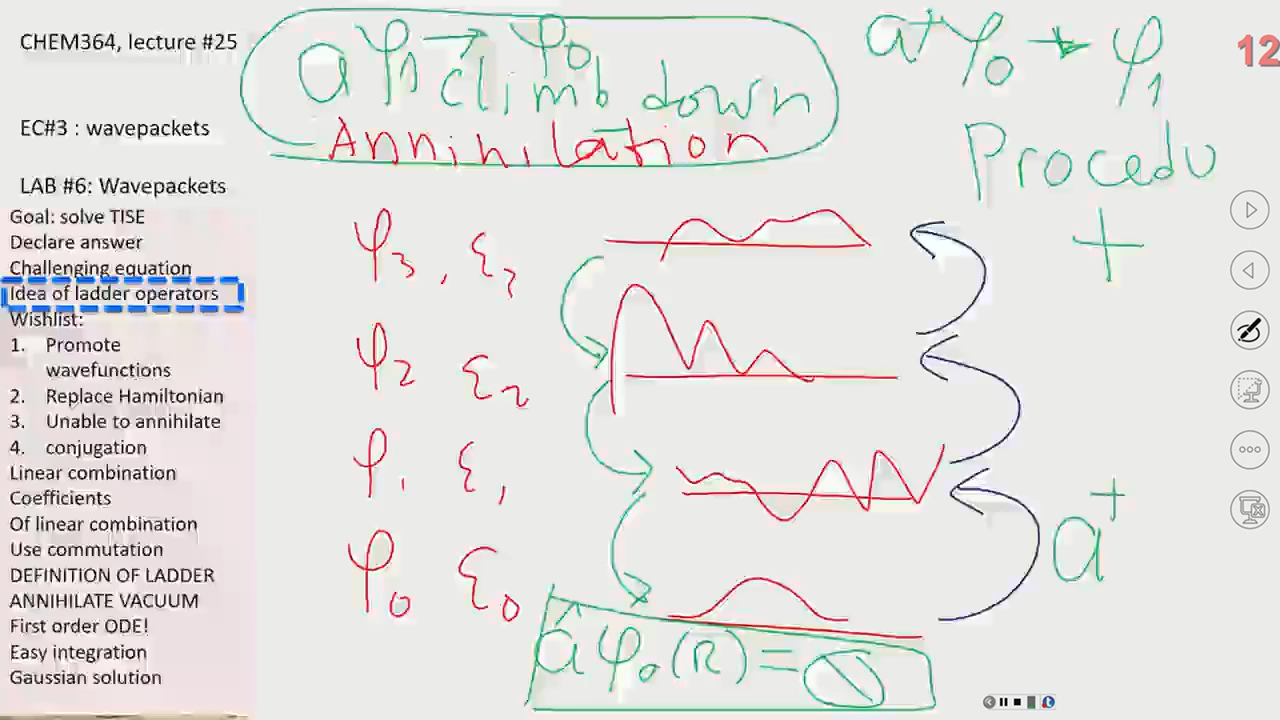 CHEM364, lecture #25
EC#3 : wavepackets
LAB #6: Wavepackets
Goal: solve TISE
Declare answer
Challenging equation
Idea of ladder operators
Wishlist:
1. Promote
wavefunctions
2. Replace Hamiltonian
3. Unable to annihilate
4. conjugation
Linear combination
Coefficients
Of linear combination
Use commutation
DEFINITION OF LADDER
ANNIHILATE VACUUM
First order ODE!
Easy integration
Gaussian solution
a φ₁ → φ₀
climb down
Annihilation
a⁺φ₀ → φ₁
Procedu
+
12
φ₃, ε₃
φ₂ ε₂
φ₁ ε₁
φ₀ ε₀
a⁺
â φ₀(R) = 0